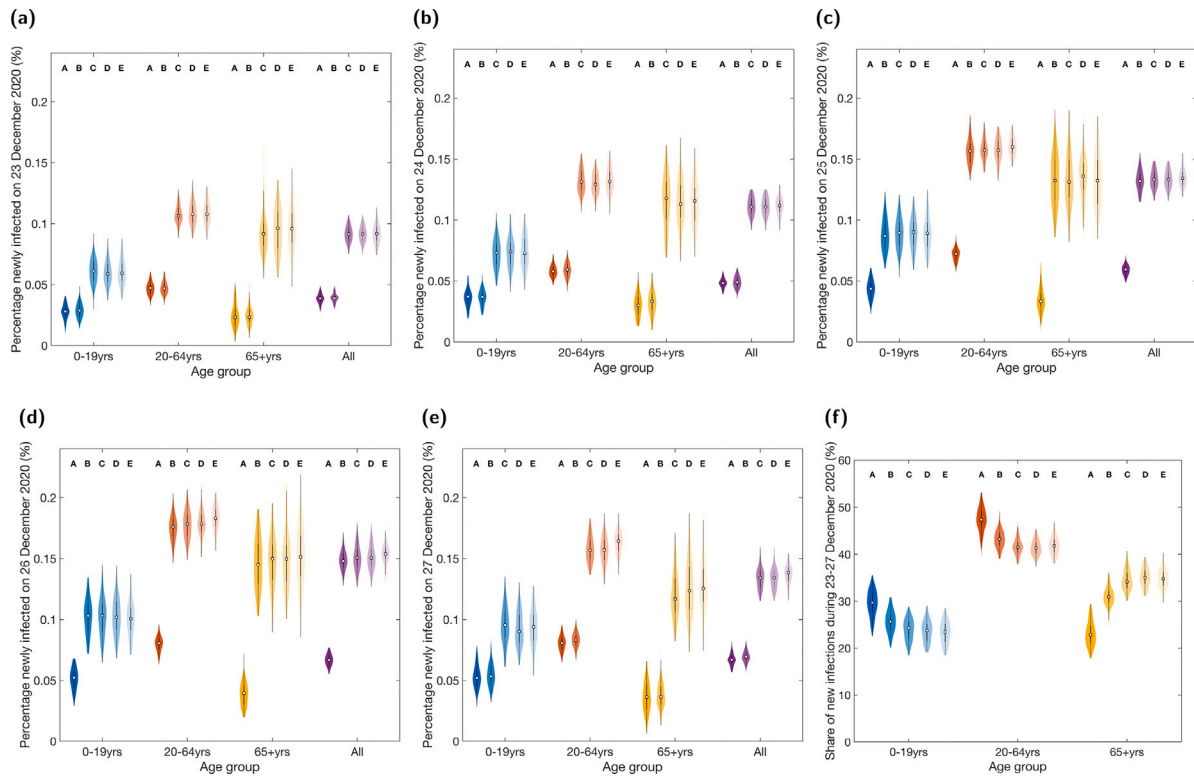 (a)
Percentage newly infected on 23 December 2020 (%)
A B C D E A B C D E A B C D E A B C D E
0.2
0.15
0.1
0.05
0
0-19yrs 20-64yrs 65+yrs All
Age group
(b)
Percentage newly infected on 24 December 2020 (%)
A B C D E A B C D E A B C D E A B C D E
0.2
0.15
0.1
0.05
0
0-19yrs 20-64yrs 65+yrs All
Age group
(c)
Percentage newly infected on 25 December 2020 (%)
A B C D E A B C D E A B C D E A B C D E
0.2
0.15
0.1
0.05
0
0-19yrs 20-64yrs 65+yrs All
Age group
(d)
Percentage newly infected on 26 December 2020 (%)
A B C D E A B C D E A B C D E A B C D E
0.2
0.15
0.1
0.05
0
0-19yrs 20-64yrs 65+yrs All
Age group
(e)
Percentage newly infected on 27 December 2020 (%)
A B C D E A B C D E A B C D E A B C D E
0.2
0.15
0.1
0.05
0
0-19yrs 20-64yrs 65+yrs All
Age group
(f)
Share of new infections during 23-27 December 2020 (%)
A B C D E A B C D E A B C D E
60
50
40
30
20
10
0
0-19yrs 20-64yrs 65+yrs
Age group